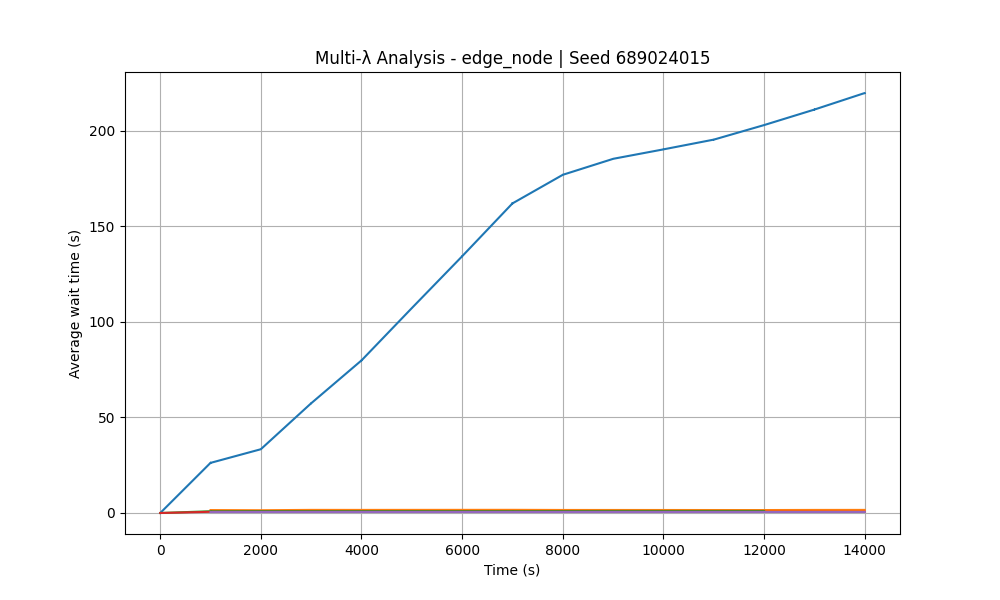 Multi-λ Analysis - edge_node | Seed 689024015
Average wait time (s)
200
150
100
50
0
0 2000 4000 6000 8000 10000 12000 14000
Time (s)